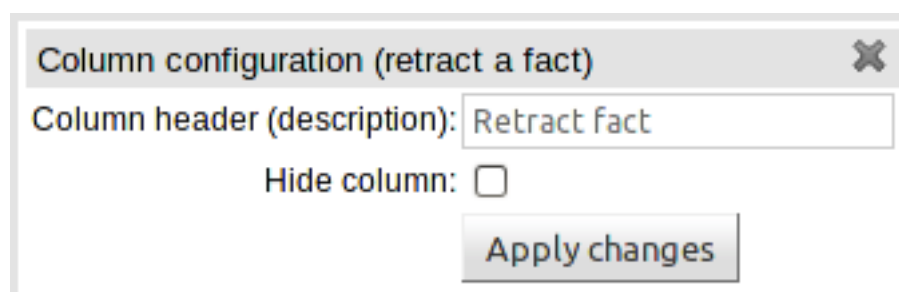 Column configuration (retract a fact)
Column header (description): Retract fact
Hide column:
Apply changes